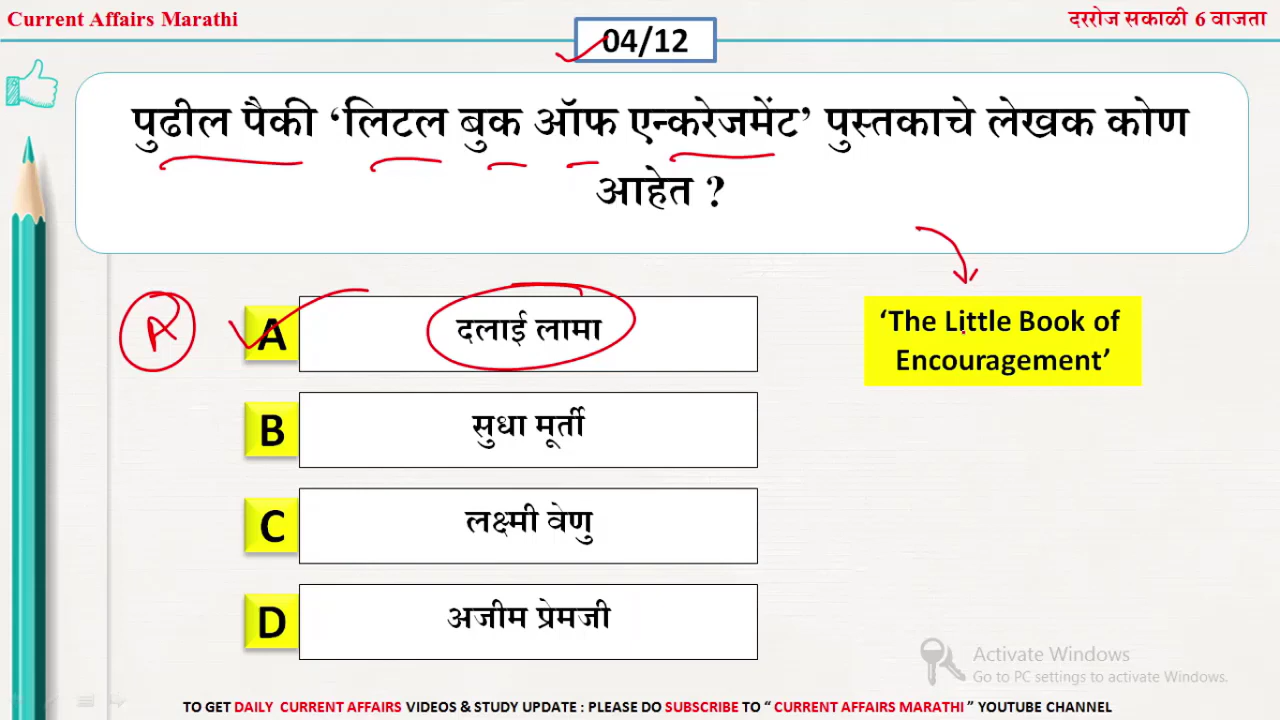 Current Affairs Marathi
दररोज सकाळी 6 वाजता
04/12
पुढील पैकी ‘लिटल बुक ऑफ एन्करेजमेंट’ पुस्तकाचे लेखक कोण
आहेत ?
A
A दलाई लामा
‘The Little Book of
Encouragement’
B सुधा मूर्ती
C लक्ष्मी वेणु
D अजीम प्रेमजी
Activate Windows
Go to PC settings to activate Windows.
TO GET DAILY CURRENT AFFAIRS VIDEOS & STUDY UPDATE : PLEASE DO SUBSCRIBE TO “ CURRENT AFFAIRS MARATHI ” YOUTUBE CHANNEL